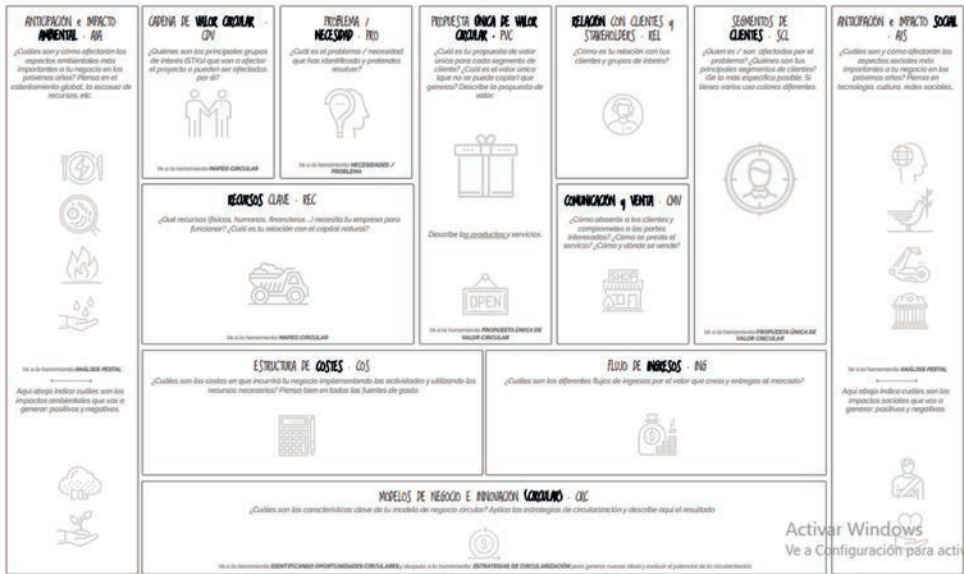 ANTICIPACIÓN e IMPACTO
AMBIENTAL · AIA
¿Cuáles son y cómo afectarán los
aspectos ambientales más
importantes a tu negocio en los
próximos años? Piensa en el
calentamiento global, la escasez de
recursos, etc.
Ve a la herramienta ANÁLISIS PESTAL
Aquí abajo indica cuáles son los
impactos ambientales que vas a
generar: positivos y negativos.
CO₂
CADENA DE VALOR CIRCULAR ·
CDV
¿Quiénes son los principales grupos
de interés (STKs) que van a afectar
el proyecto o pueden ser afectados
por él?
Ve a la herramienta MAPEO CIRCULAR
PROBLEMA /
NECESIDAD · PRO
¿Cuál es el problema / necesidad
que has identificado y pretendes
resolver?
Ve a la herramienta NECESIDADES /
PROBLEMA
RECURSOS CLAVE · REC
¿Qué recursos (físicos, humanos, financieros ...) necesita tu empresa para
funcionar? ¿Cuál es tu relación con el capital natural?
Ve a la herramienta MAPEO CIRCULAR
PROPUESTA ÚNICA DE VALOR
CIRCULAR · PVC
¿Cuál es tu propuesta de valor
única para cada segmento de
cliente? ¿Cuál es el valor único
(que no se puede copiar) que
generas? Describe la propuesta de
valor.
Describe los productos y servicios.
OPEN
Ve a la herramienta PROPUESTA ÚNICA DE
VALOR CIRCULAR
RELACIÓN CON CLIENTES y
STAKEHOLDERS · REL
¿Cómo es tu relación con tus
clientes y grupos de interés?
COMUNICACIÓN y VENTA · CMV
¿Cómo atraerás a los clientes y
comprometes a las partes
interesadas? ¿Cómo se presta el
servicio? ¿Cómo y dónde se vende?
SHOP
SEGMENTOS DE
CLIENTES · SCL
¿Quien es / son afectados por el
problema? ¿Quiénes son tus
principales segmentos de clientes?
¡Sé lo más específico posible. Si
tienes varios usa colores diferentes.
Ve a la herramienta PROPUESTA ÚNICA DE
VALOR CIRCULAR
ANTICIPACIÓN e IMPACTO SOCIAL
· AIS
¿Cuáles son y cómo afectarán los
aspectos sociales más
importantes a tu negocio en los
próximos años? Piensa en
tecnología, cultura, redes sociales.
Ve a la herramienta ANÁLISIS PESTAL
Aquí abajo indica cuáles son los
impactos sociales que vas a
generar: positivos y negativos.
ESTRUCTURA DE COSTES · COS
¿Cuáles son los costes en que incurrirá tu negocio implementando las actividades y utilizando los
recursos necesarios? Piensa bien en todas las fuentes de gasto.
FLUJO DE INGRESOS · ING
¿Cuáles son los diferentes flujos de ingresos por el valor que creas y entregas al mercado?
MODELOS DE NEGOCIO E INNOVACIÓN (CIRCULAR) · CRC
¿Cuáles son las características clave de tu modelo de negocio circular? Aplica las estrategias de circularización y describe aquí el resultado
Ve a la herramienta IDENTIFICANDO OPORTUNIDADES CIRCULARES y después a la herramienta ESTRATEGIAS DE CIRCULARIZACIÓN para generar nuevas ideas y evaluar el potencial de la circularización.
Activar Windows
Ve a Configuración para activ